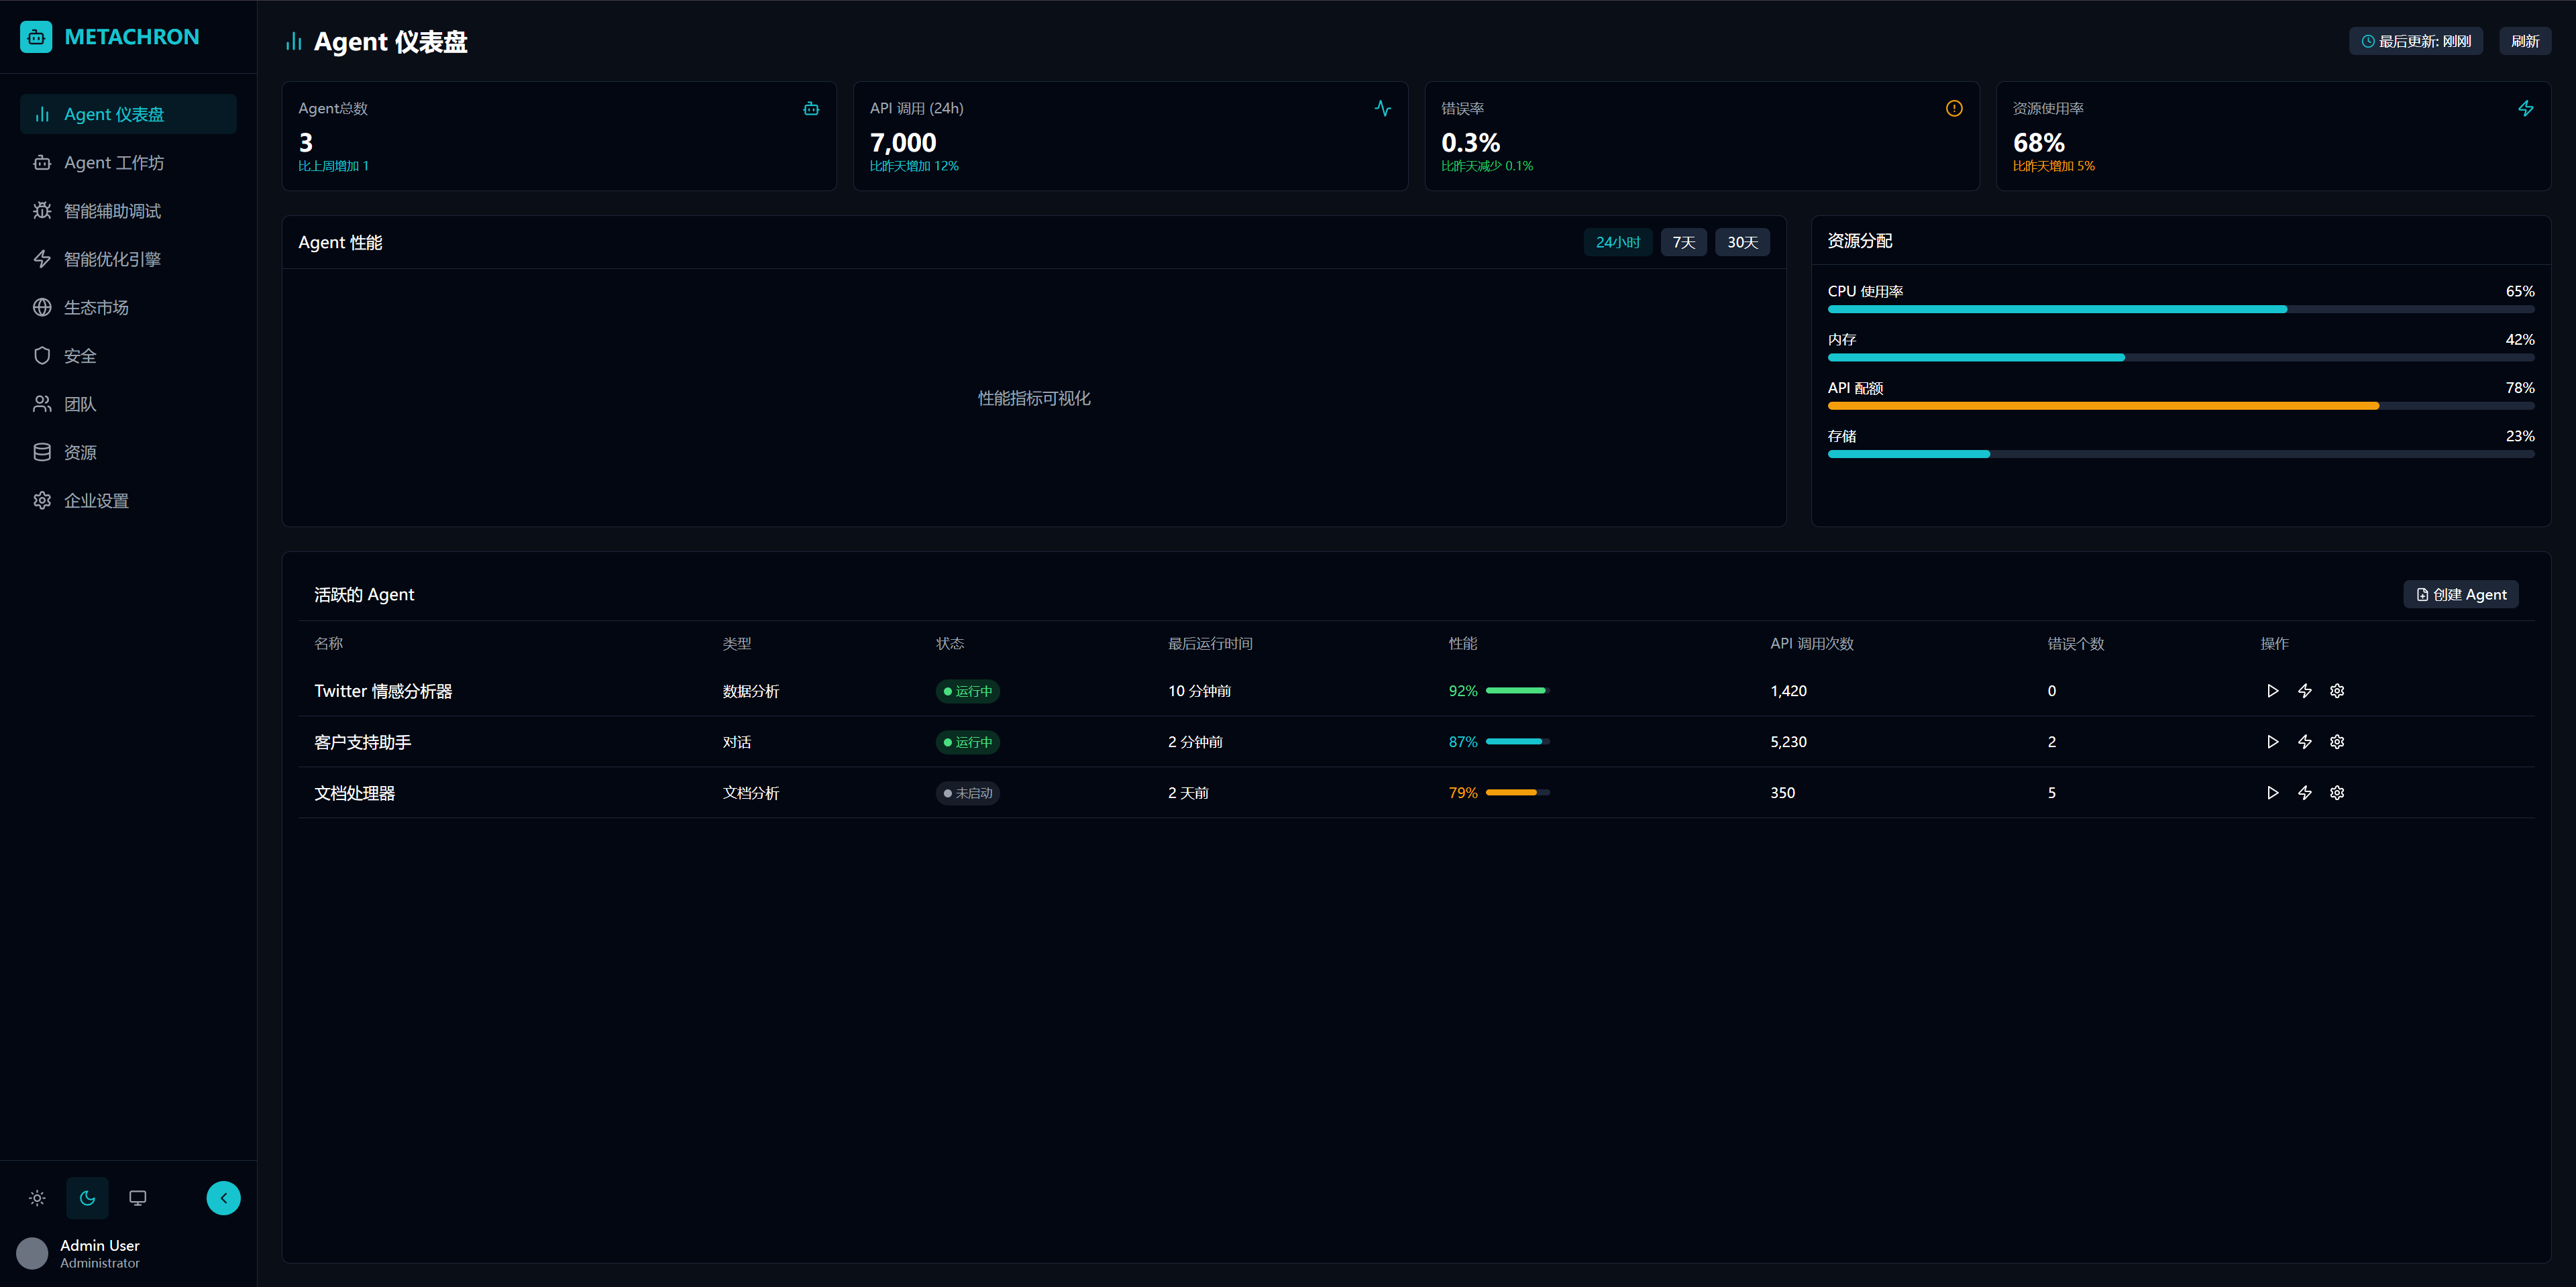 METACHRON
Agent 仪表盘
Agent 工作坊
智能辅助调试
智能优化引擎
生态市场
安全
团队
资源
企业设置
Admin User
Administrator
Agent 仪表盘
最后更新: 刚刚
刷新
Agent总数
3
比上周增加 1
API 调用 (24h)
7,000
比昨天增加 12%
错误率
0.3%
比昨天减少 0.1%
资源使用率
68%
比昨天增加 5%
Agent 性能
24小时
7天
30天
性能指标可视化
资源分配
CPU 使用率 65%
内存 42%
API 配额 78%
存储 23%
活跃的 Agent
创建 Agent
名称 类型 状态 最后运行时间 性能 API 调用次数 错误个数 操作
Twitter 情感分析器 数据分析 运行中 10 分钟前 92% 1,420 0
客户支持助手 对话 运行中 2 分钟前 87% 5,230 2
文档处理器 文档分析 未启动 2 天前 79% 350 5